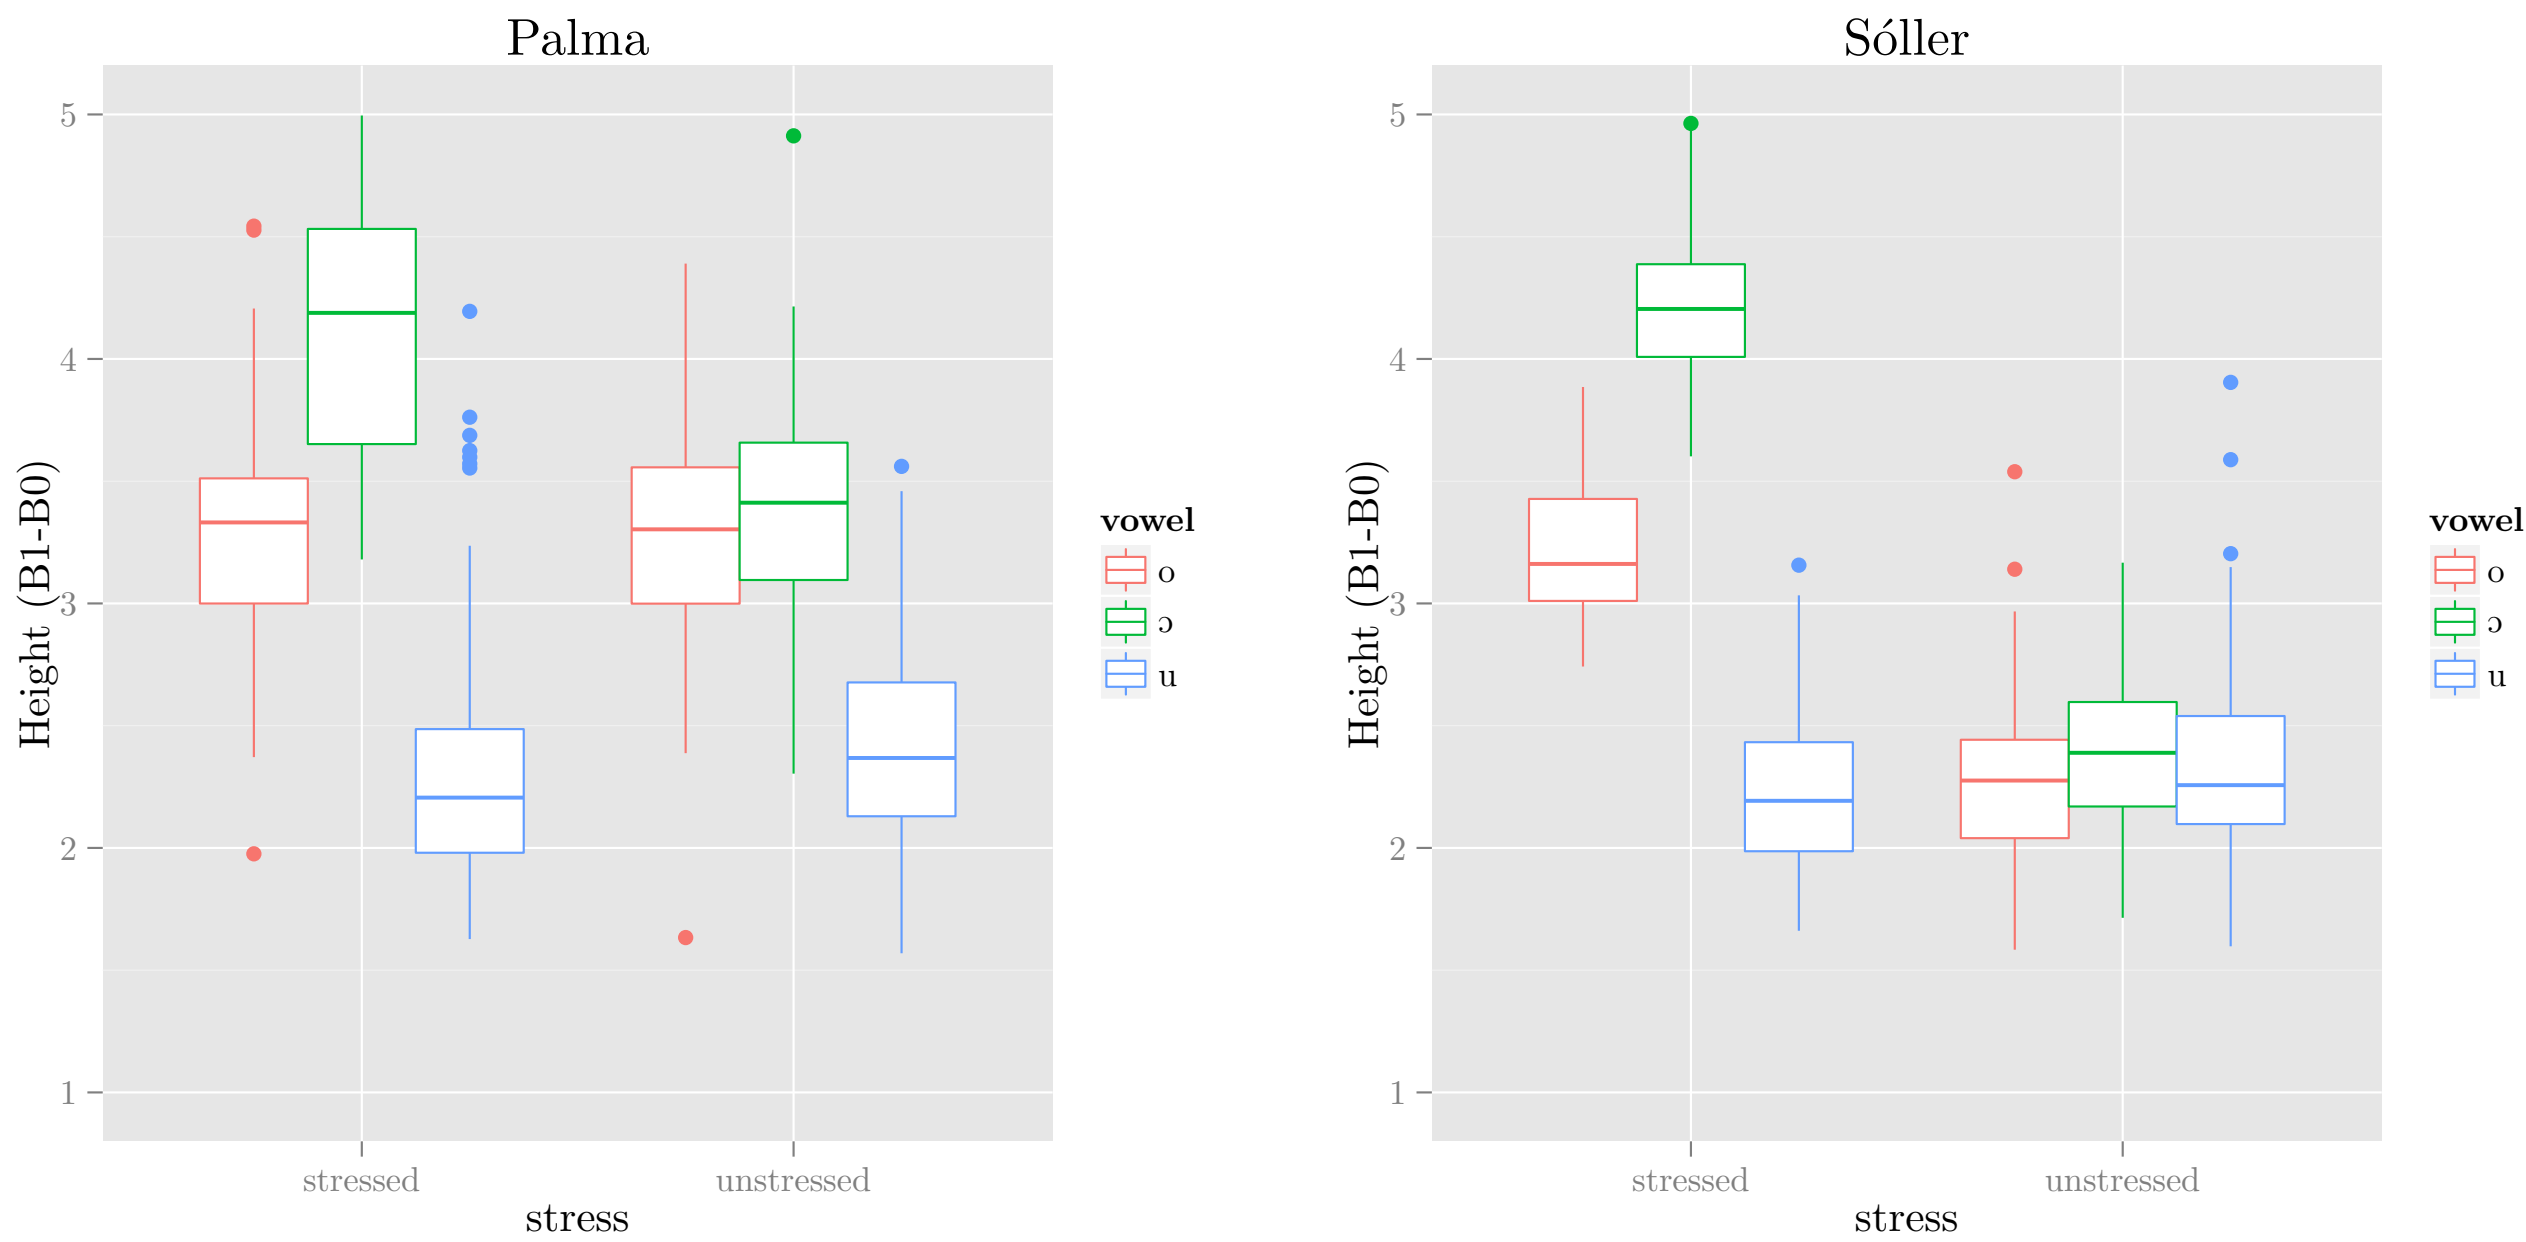 Palma
Height (B1-B0)
5
4
3
2
1
stressed
unstressed
stress
vowel
o
ɔ
u
Sóller
Height (B1-B0)
5
4
3
2
1
stressed
unstressed
stress
vowel
o
ɔ
u